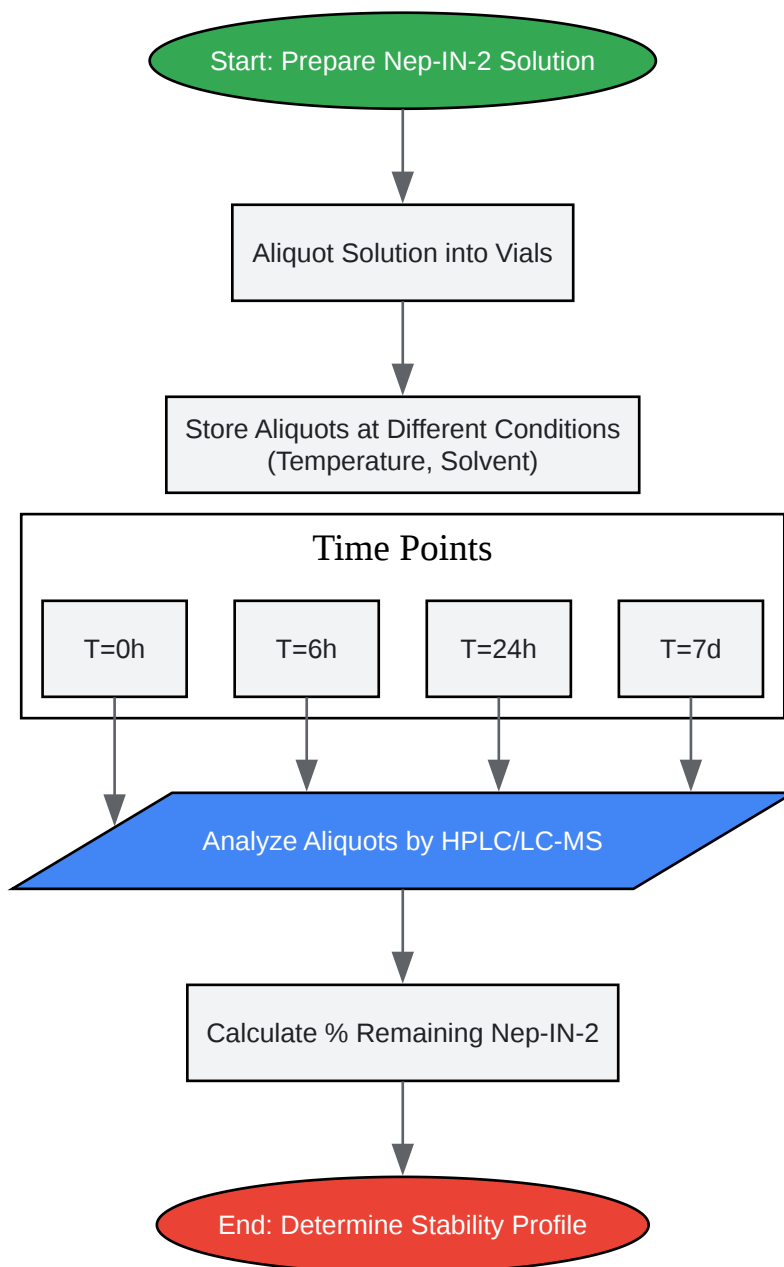 Start: Prepare Nep-IN-2 Solution
Aliquot Solution into Vials
Store Aliquots at Different Conditions
(Temperature, Solvent)
Time Points
T=0h
T=6h
T=24h
T=7d
Analyze Aliquots by HPLC/LC-MS
Calculate % Remaining Nep-IN-2
End: Determine Stability Profile